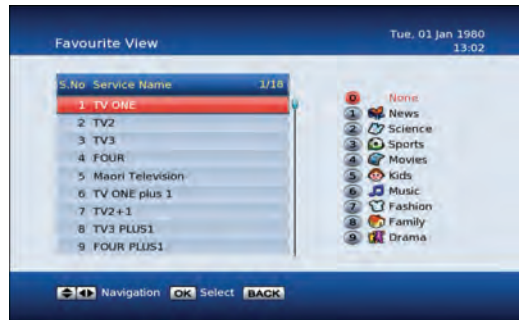 Favourite View
Tue, 01 Jan 1980
13:02
S.No Service Name 1/18
1 TV ONE
2 TV2
3 TV3
4 FOUR
5 Maori Television
6 TV ONE plus 1
7 TV2+1
8 TV3 PLUS1
9 FOUR PLUS1
0 None
1 News
2 Science
3 Sports
4 Movies
5 Kids
6 Music
7 Fashion
8 Family
9 Drama
Navigation OK Select BACK